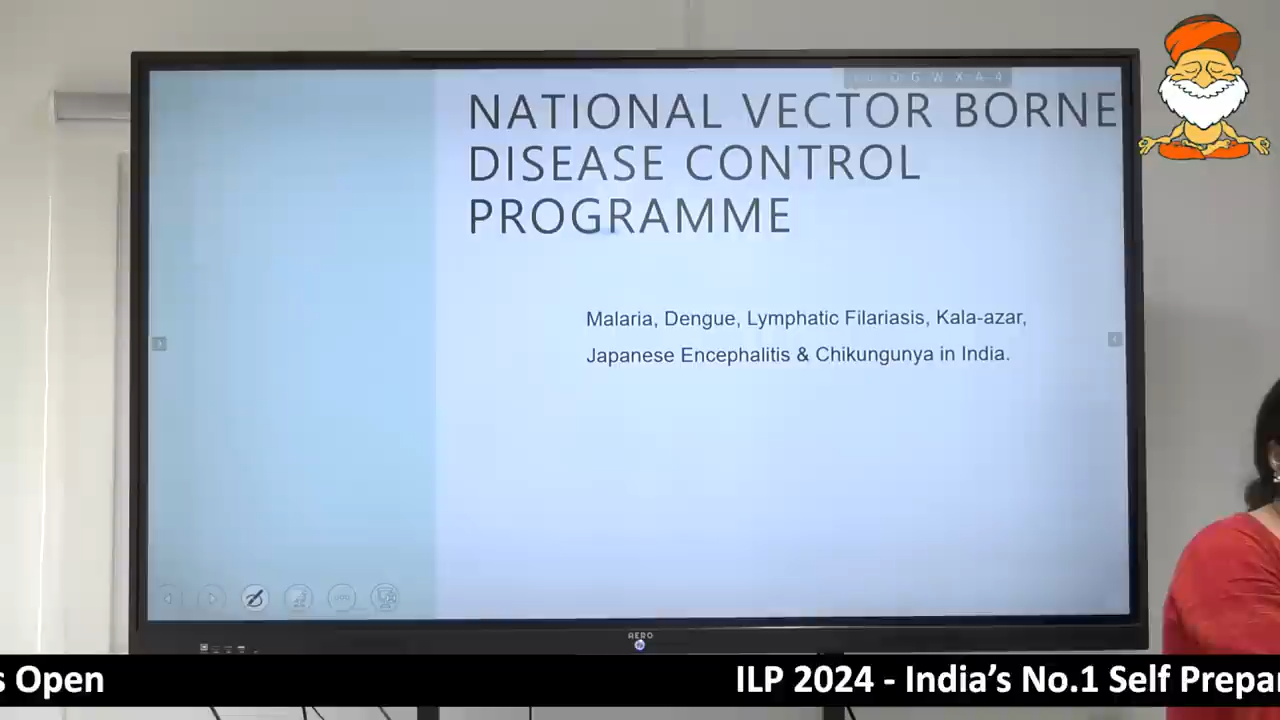 NATIONAL VECTOR BORNE
DISEASE CONTROL
PROGRAMME
Malaria, Dengue, Lymphatic Filariasis, Kala-azar,
Japanese Encephalitis & Chikungunya in India.
AERO
s Open
ILP 2024 - India’s No.1 Self Prepar